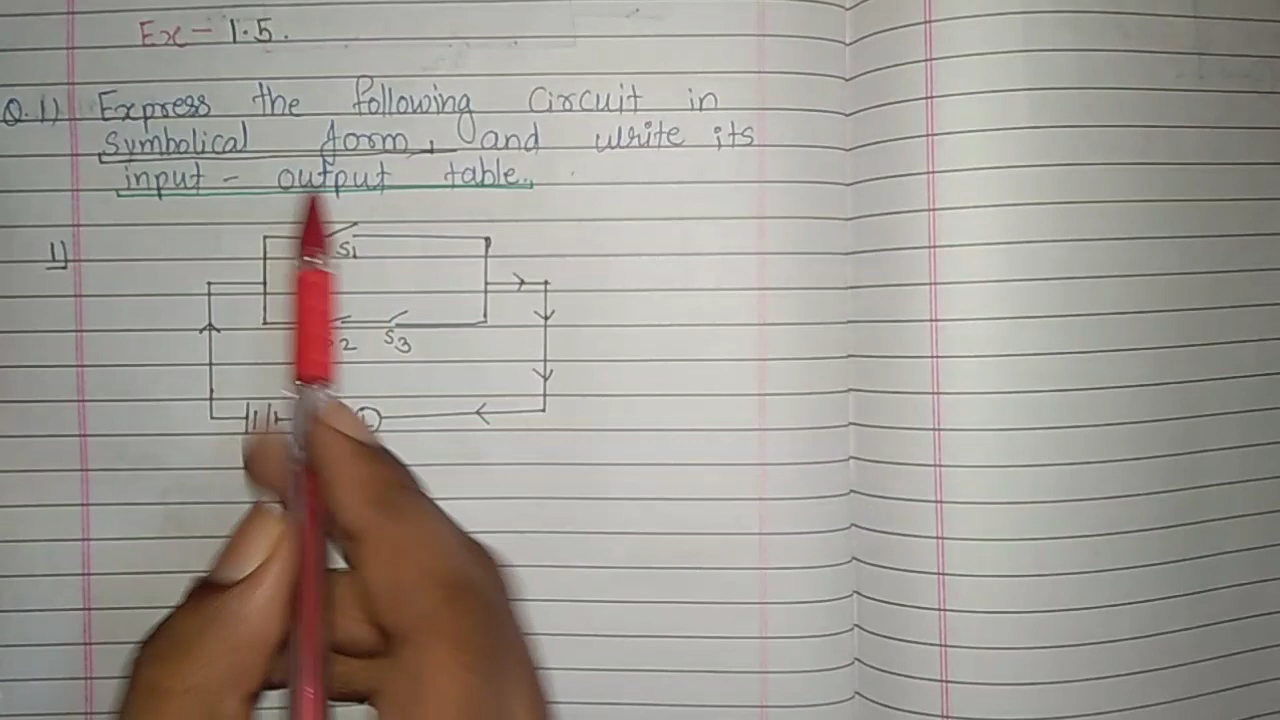 Ex - 1.5.
Q.1) Express the following Circuit in
symbolical form, and write its
input - output table.
1)
S1
2 S3
L